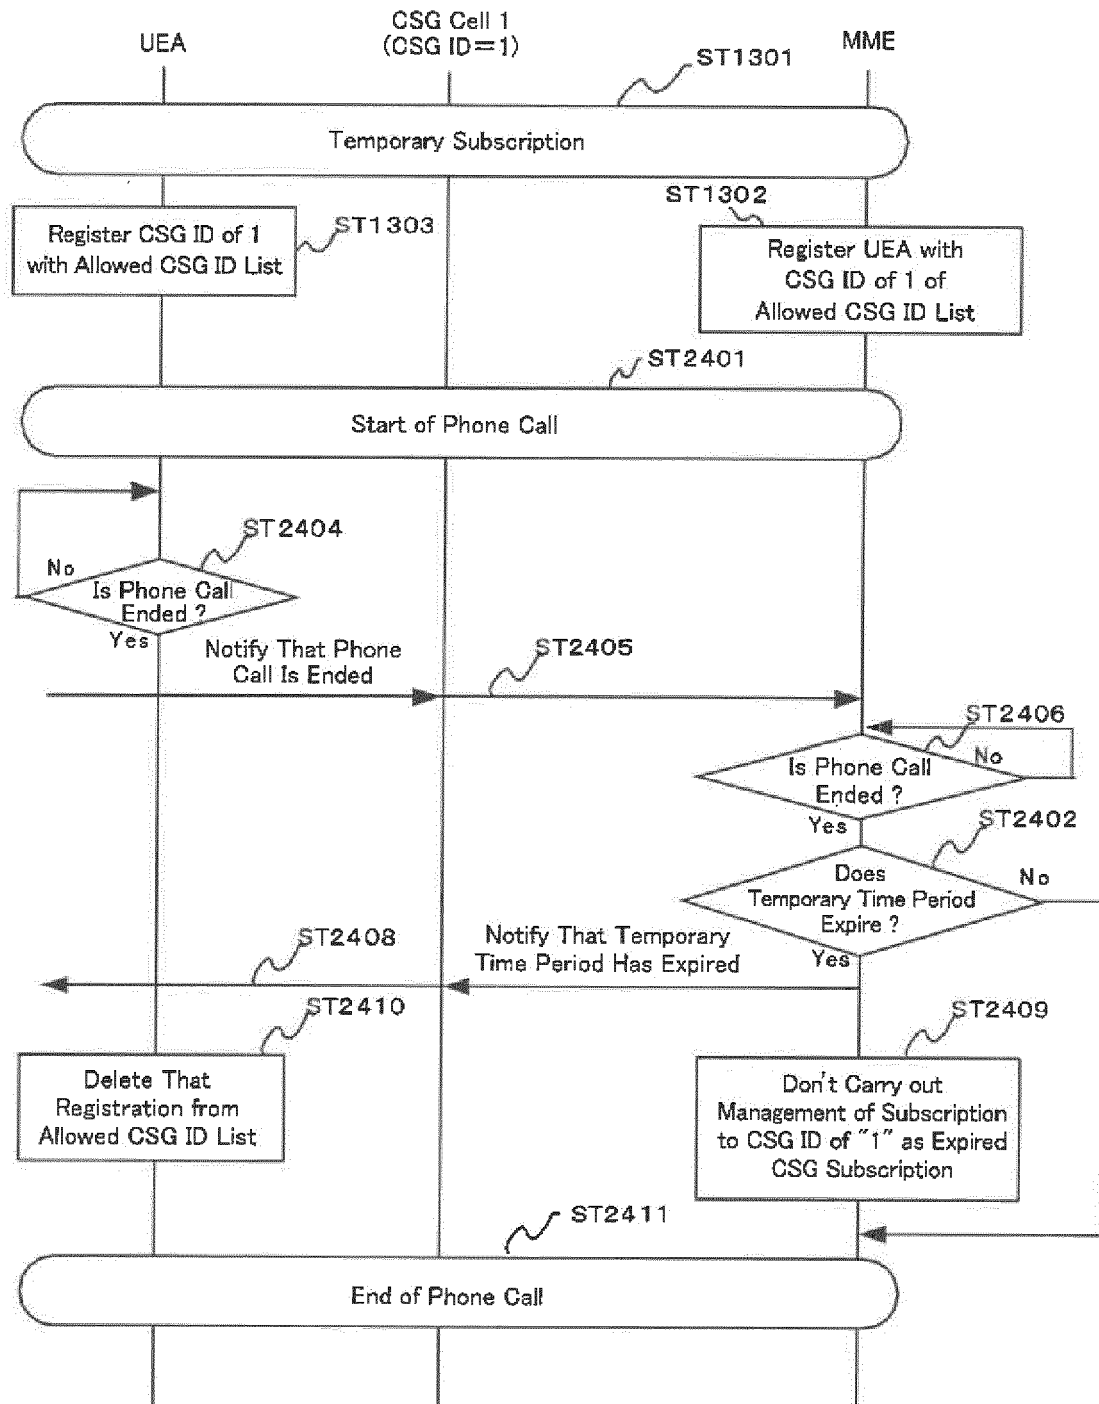 UEA
CSG Cell 1
(CSG ID=1)
MME
ST1301
Temporary Subscription
ST1302
ST1303
Register CSG ID of 1
with Allowed CSG ID List
Register UEA with
CSG ID of 1 of
Allowed CSG ID List
ST2401
Start of Phone Call
ST2404
No
Is Phone Call
Ended ?
Yes
Notify That Phone
Call Is Ended
ST2405
ST2406
No
Is Phone Call
Ended ?
Yes
ST2402
Does
Temporary Time Period
Expire ?
No
Yes
ST2408
Notify That Temporary
Time Period Has Expired
ST2410
ST2409
Delete That
Registration from
Allowed CSG ID List
Don't Carry out
Management of Subscription
to CSG ID of "1" as Expired
CSG Subscription
ST2411
End of Phone Call